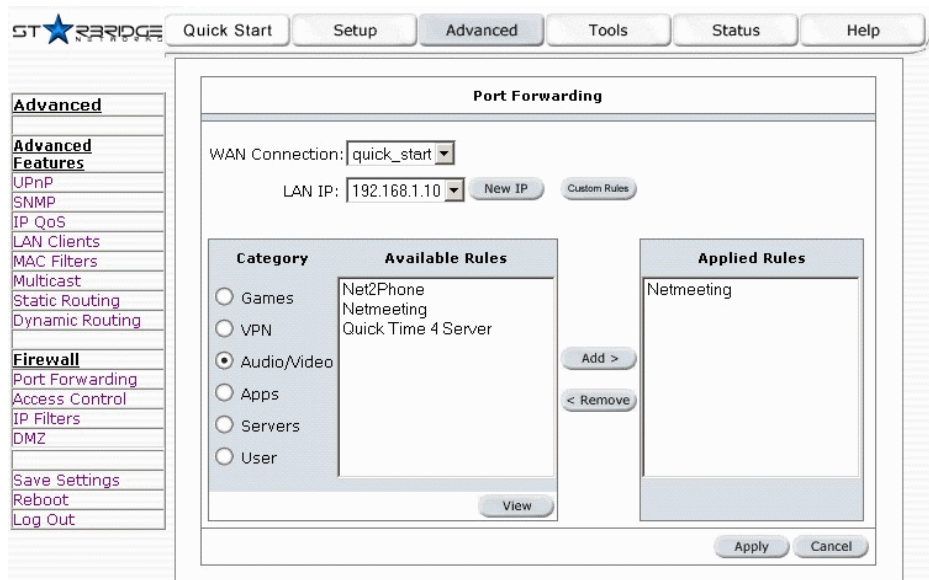 STARBRIDGE Quick Start Setup Advanced Tools Status Help
NETWORKS
Advanced
Advanced
Features
UPnP
SNMP
IP QoS
LAN Clients
MAC Filters
Multicast
Static Routing
Dynamic Routing
Firewall
Port Forwarding
Access Control
IP Filters
DMZ
Save Settings
Reboot
Log Out
Port Forwarding
WAN Connection: quick_start
LAN IP: 192.168.1.10 New IP Custom Rules
Category Available Rules Applied Rules
Games
VPN
Audio/Video
Apps
Servers
User
Net2Phone
Netmeeting
Quick Time 4 Server
View
Add >
< Remove
Netmeeting
Apply Cancel